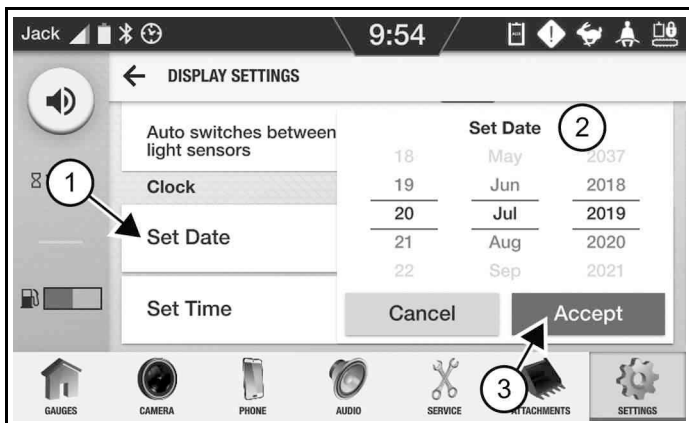 Jack 9:54
DISPLAY SETTINGS
Auto switches between
light sensors
Clock
Set Date
Set Time
Set Date
18 May 2037
19 Jun 2018
20 Jul 2019
21 Aug 2020
22 Sep 2021
Cancel Accept
1
2
3
GAUGES CAMERA PHONE AUDIO SERVICE ATTACHMENTS SETTINGS